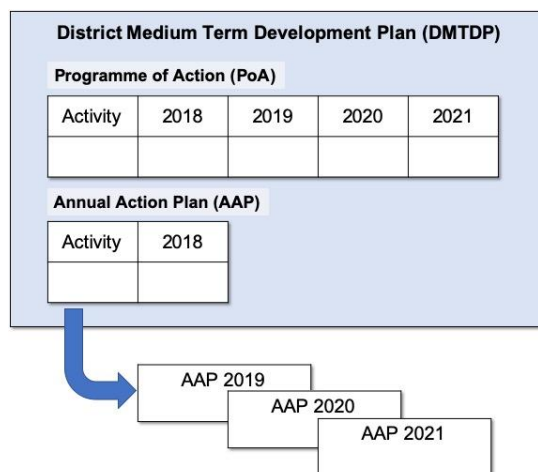 District Medium Term Development Plan (DMTDP)
Programme of Action (PoA)
Activity 2018 2019 2020 2021
Annual Action Plan (AAP)
Activity 2018
AAP 2019
AAP 2020
AAP 2021